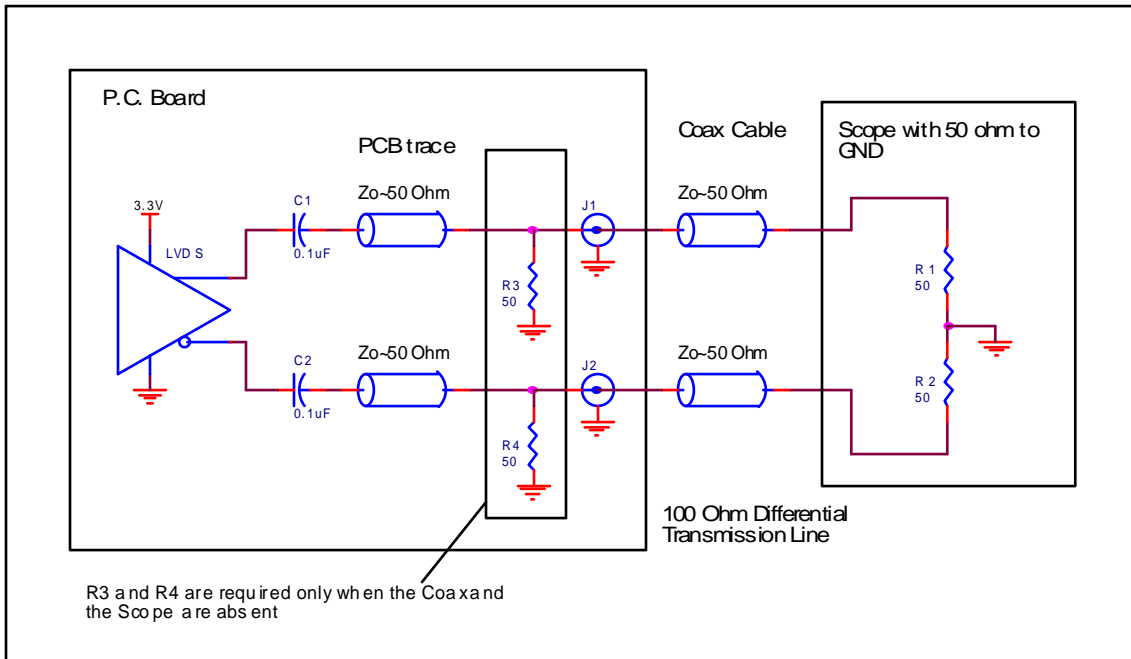 P.C. Board
PCB trace
Coax Cable
Scope with 50 ohm to
GND
3.3V
LVDS
C1
0.1uF
Zo~50 Ohm
R3
50
J1
Zo~50 Ohm
R1
50
C2
0.1uF
Zo~50 Ohm
R4
50
J2
Zo~50 Ohm
R2
50
100 Ohm Differential
Transmission Line
R3 and R4 are required only when the Coax and
the Scope are absent